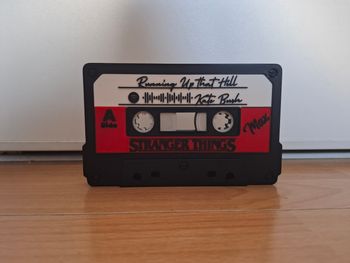 Running Up that Hill
Kate Bush
A
Side
Max
STRANGER THINGS